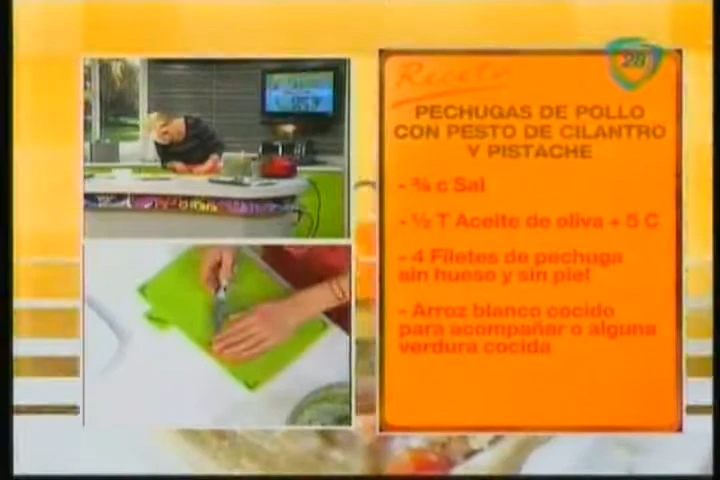 Receta
28
PECHUGAS DE POLLO
CON PESTO DE CILANTRO
Y PISTACHE
- ¾ c Sal
- ½ T Aceite de oliva + 5 C
- 4 Filetes de pechuga
sin hueso y sin piel
- Arroz blanco cocido
para acompañar o alguna
verdura cocida